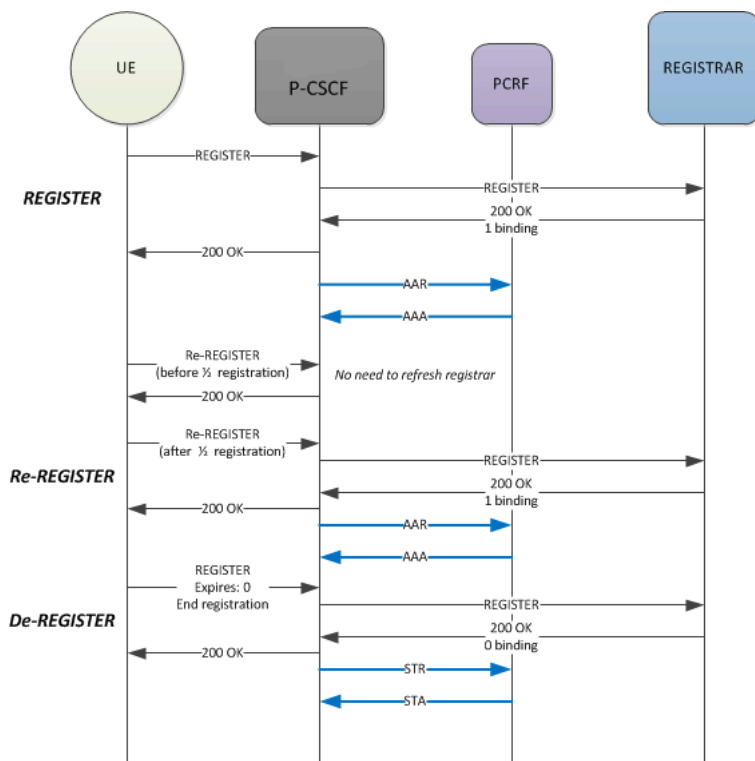 UE
P-CSCF
PCRF
REGISTRAR
REGISTER
REGISTER
REGISTER
200 OK
1 binding
200 OK
AAR
AAA
Re-REGISTER
(before ½ registration)
No need to refresh registrar
200 OK
Re-REGISTER
(after ½ registration)
REGISTER
Re-REGISTER
200 OK
1 binding
200 OK
AAR
AAA
REGISTER
Expires: 0
End registration
REGISTER
De-REGISTER
200 OK
0 binding
200 OK
STR
STA